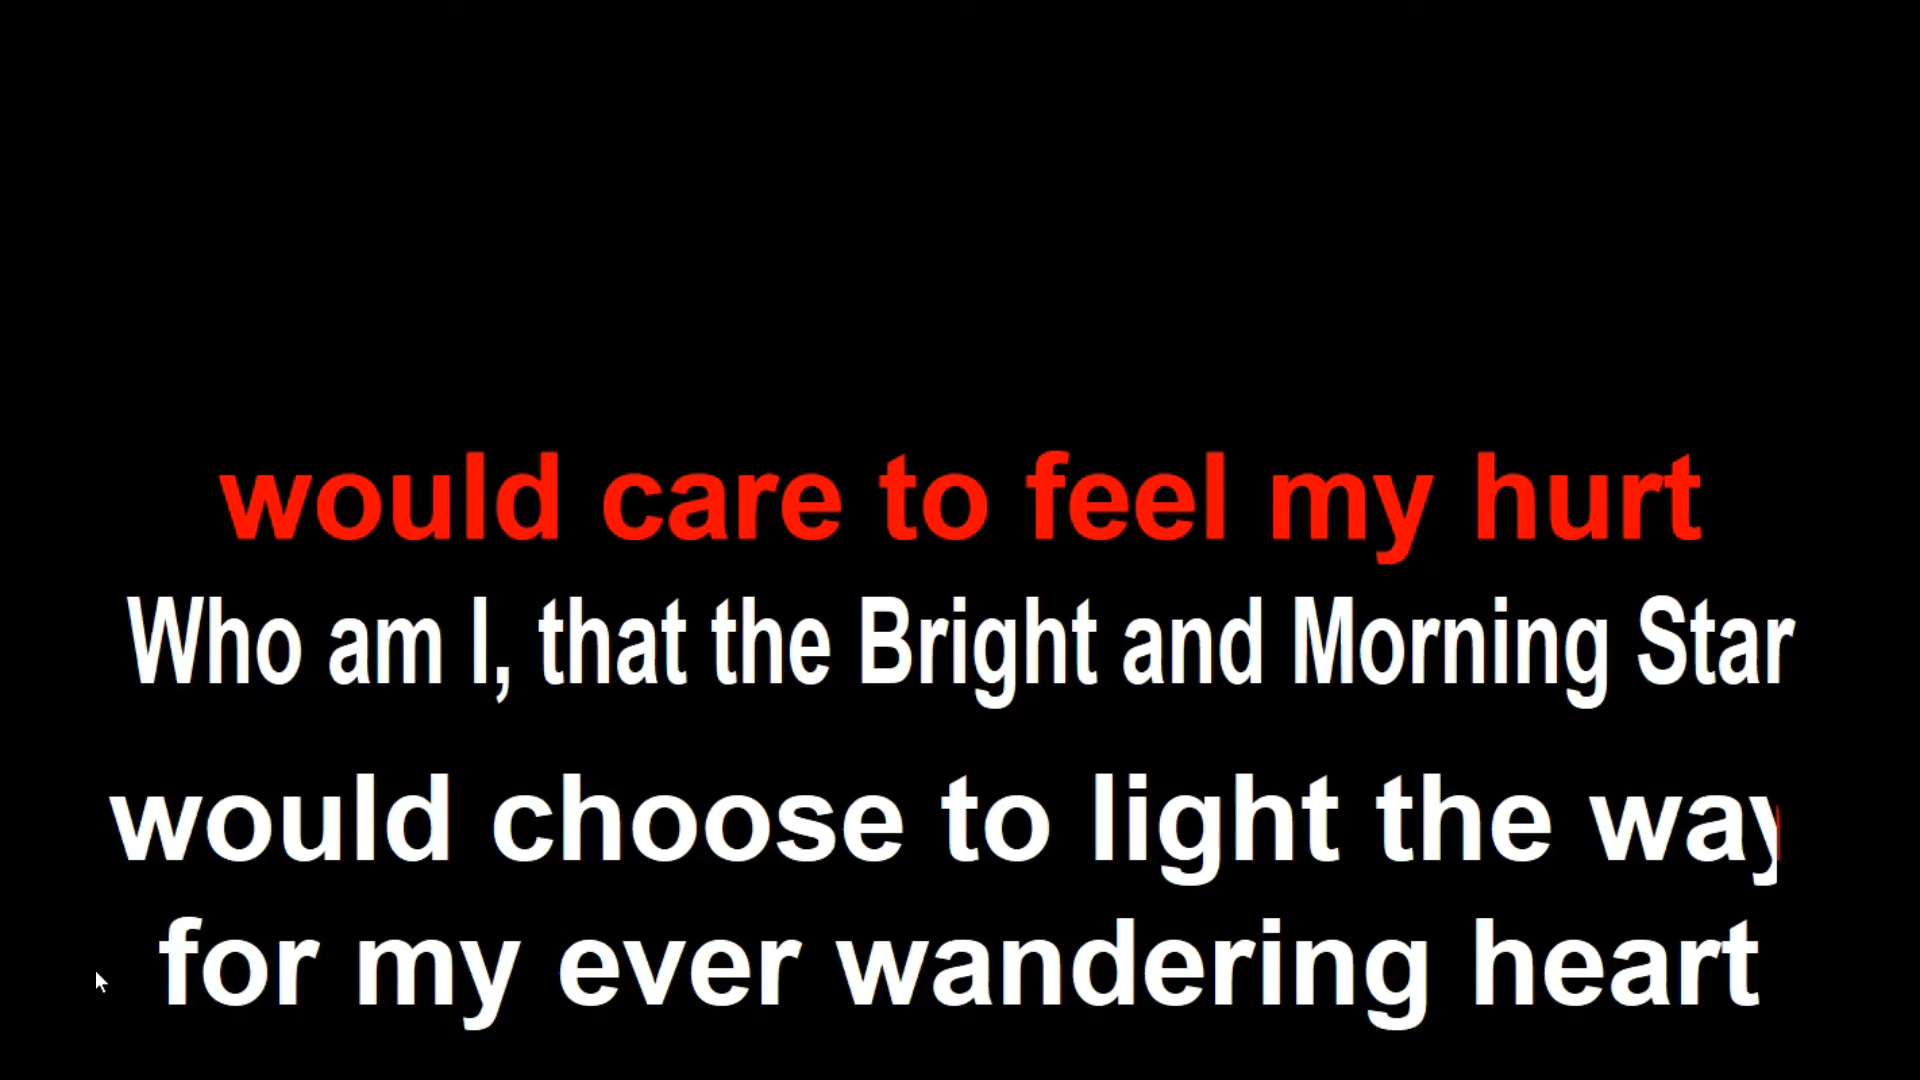 would care to feel my hurt
Who am I, that the Bright and Morning Star
would choose to light the way
for my ever wandering heart